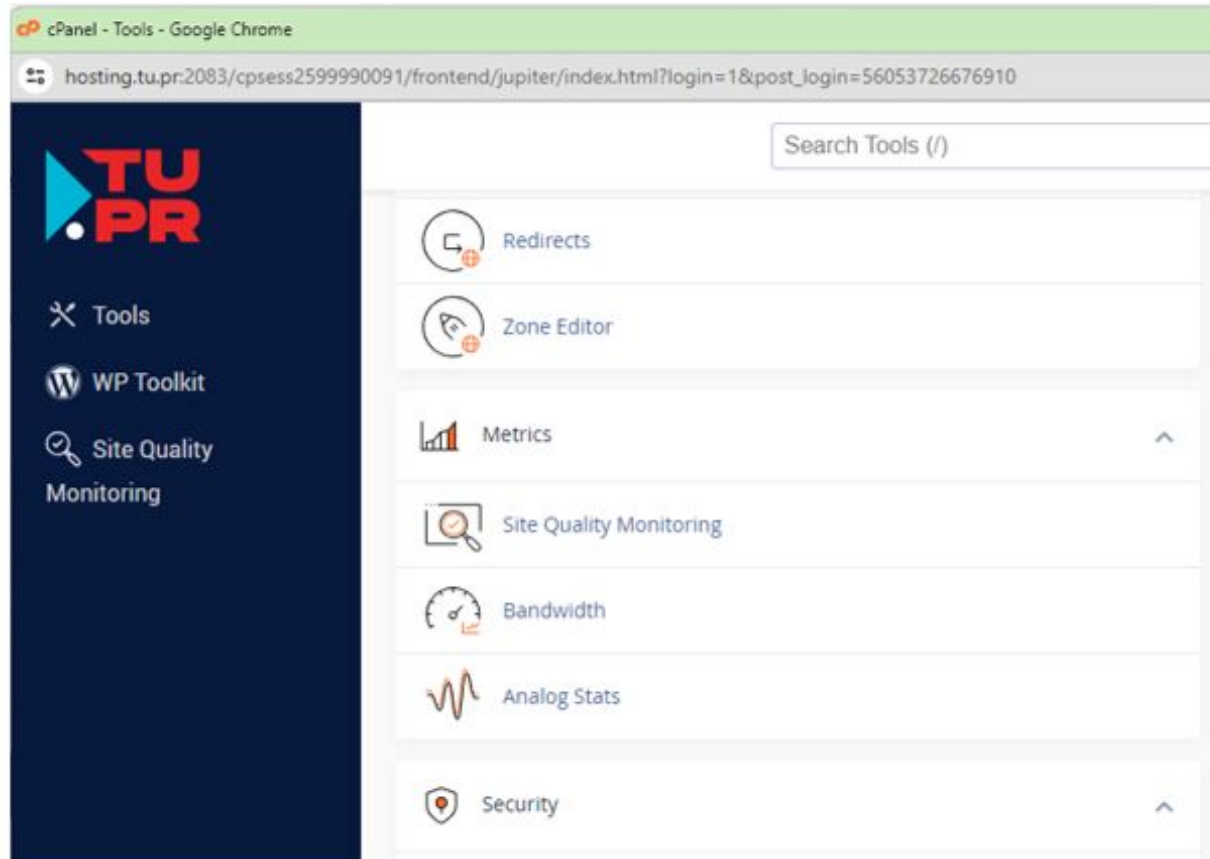 cPanel - Tools - Google Chrome
hosting.tu.pr:2083/cpsess2599990091/frontend/jupiter/index.html?login=1&post_login=56053726676910
TU
PR
Search Tools (/)
Tools
WP Toolkit
Site Quality
Monitoring
Redirects
Zone Editor
Metrics
Site Quality Monitoring
Bandwidth
Analog Stats
Security